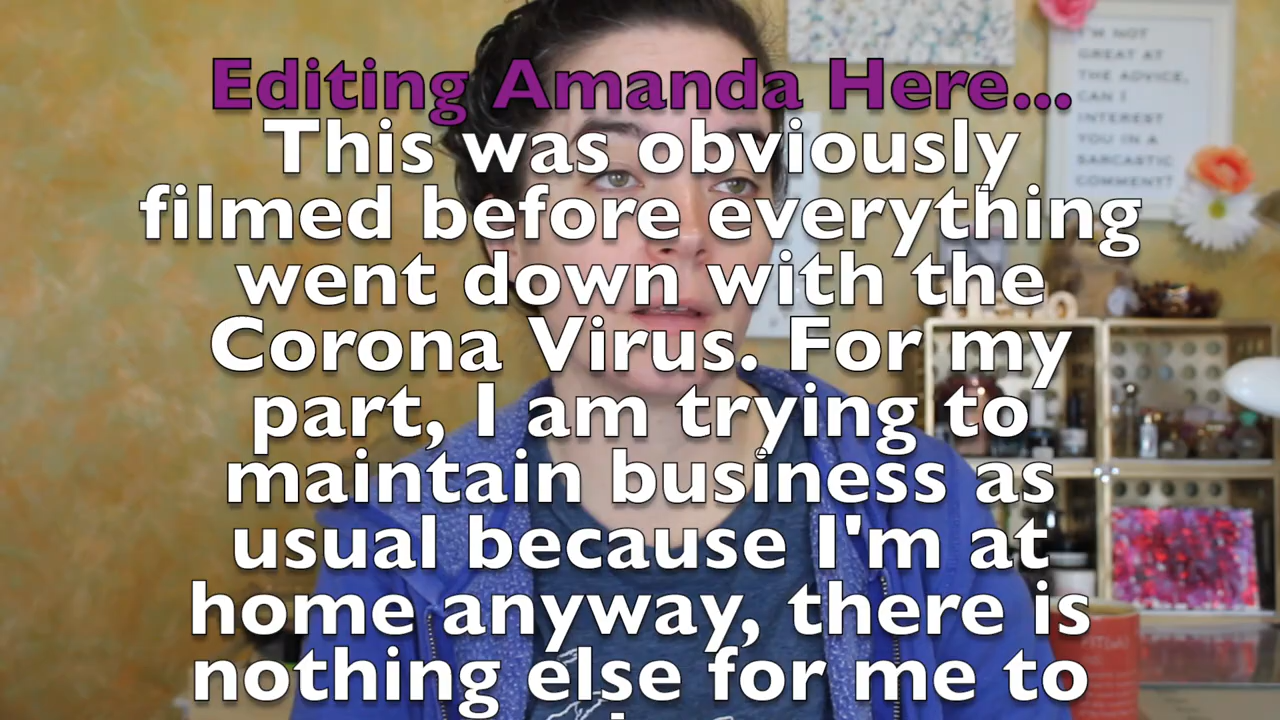 Editing Amanda Here...
This was obviously
filmed before everything
went down with the
Corona Virus. For my
part, I am trying to
maintain business as
usual because I'm at
home anyway, there is
nothing else for me to
I'M NOT
GREAT AT
THE ADVICE,
CAN I
INTEREST
YOU IN A
SARCASTIC
COMMENT?